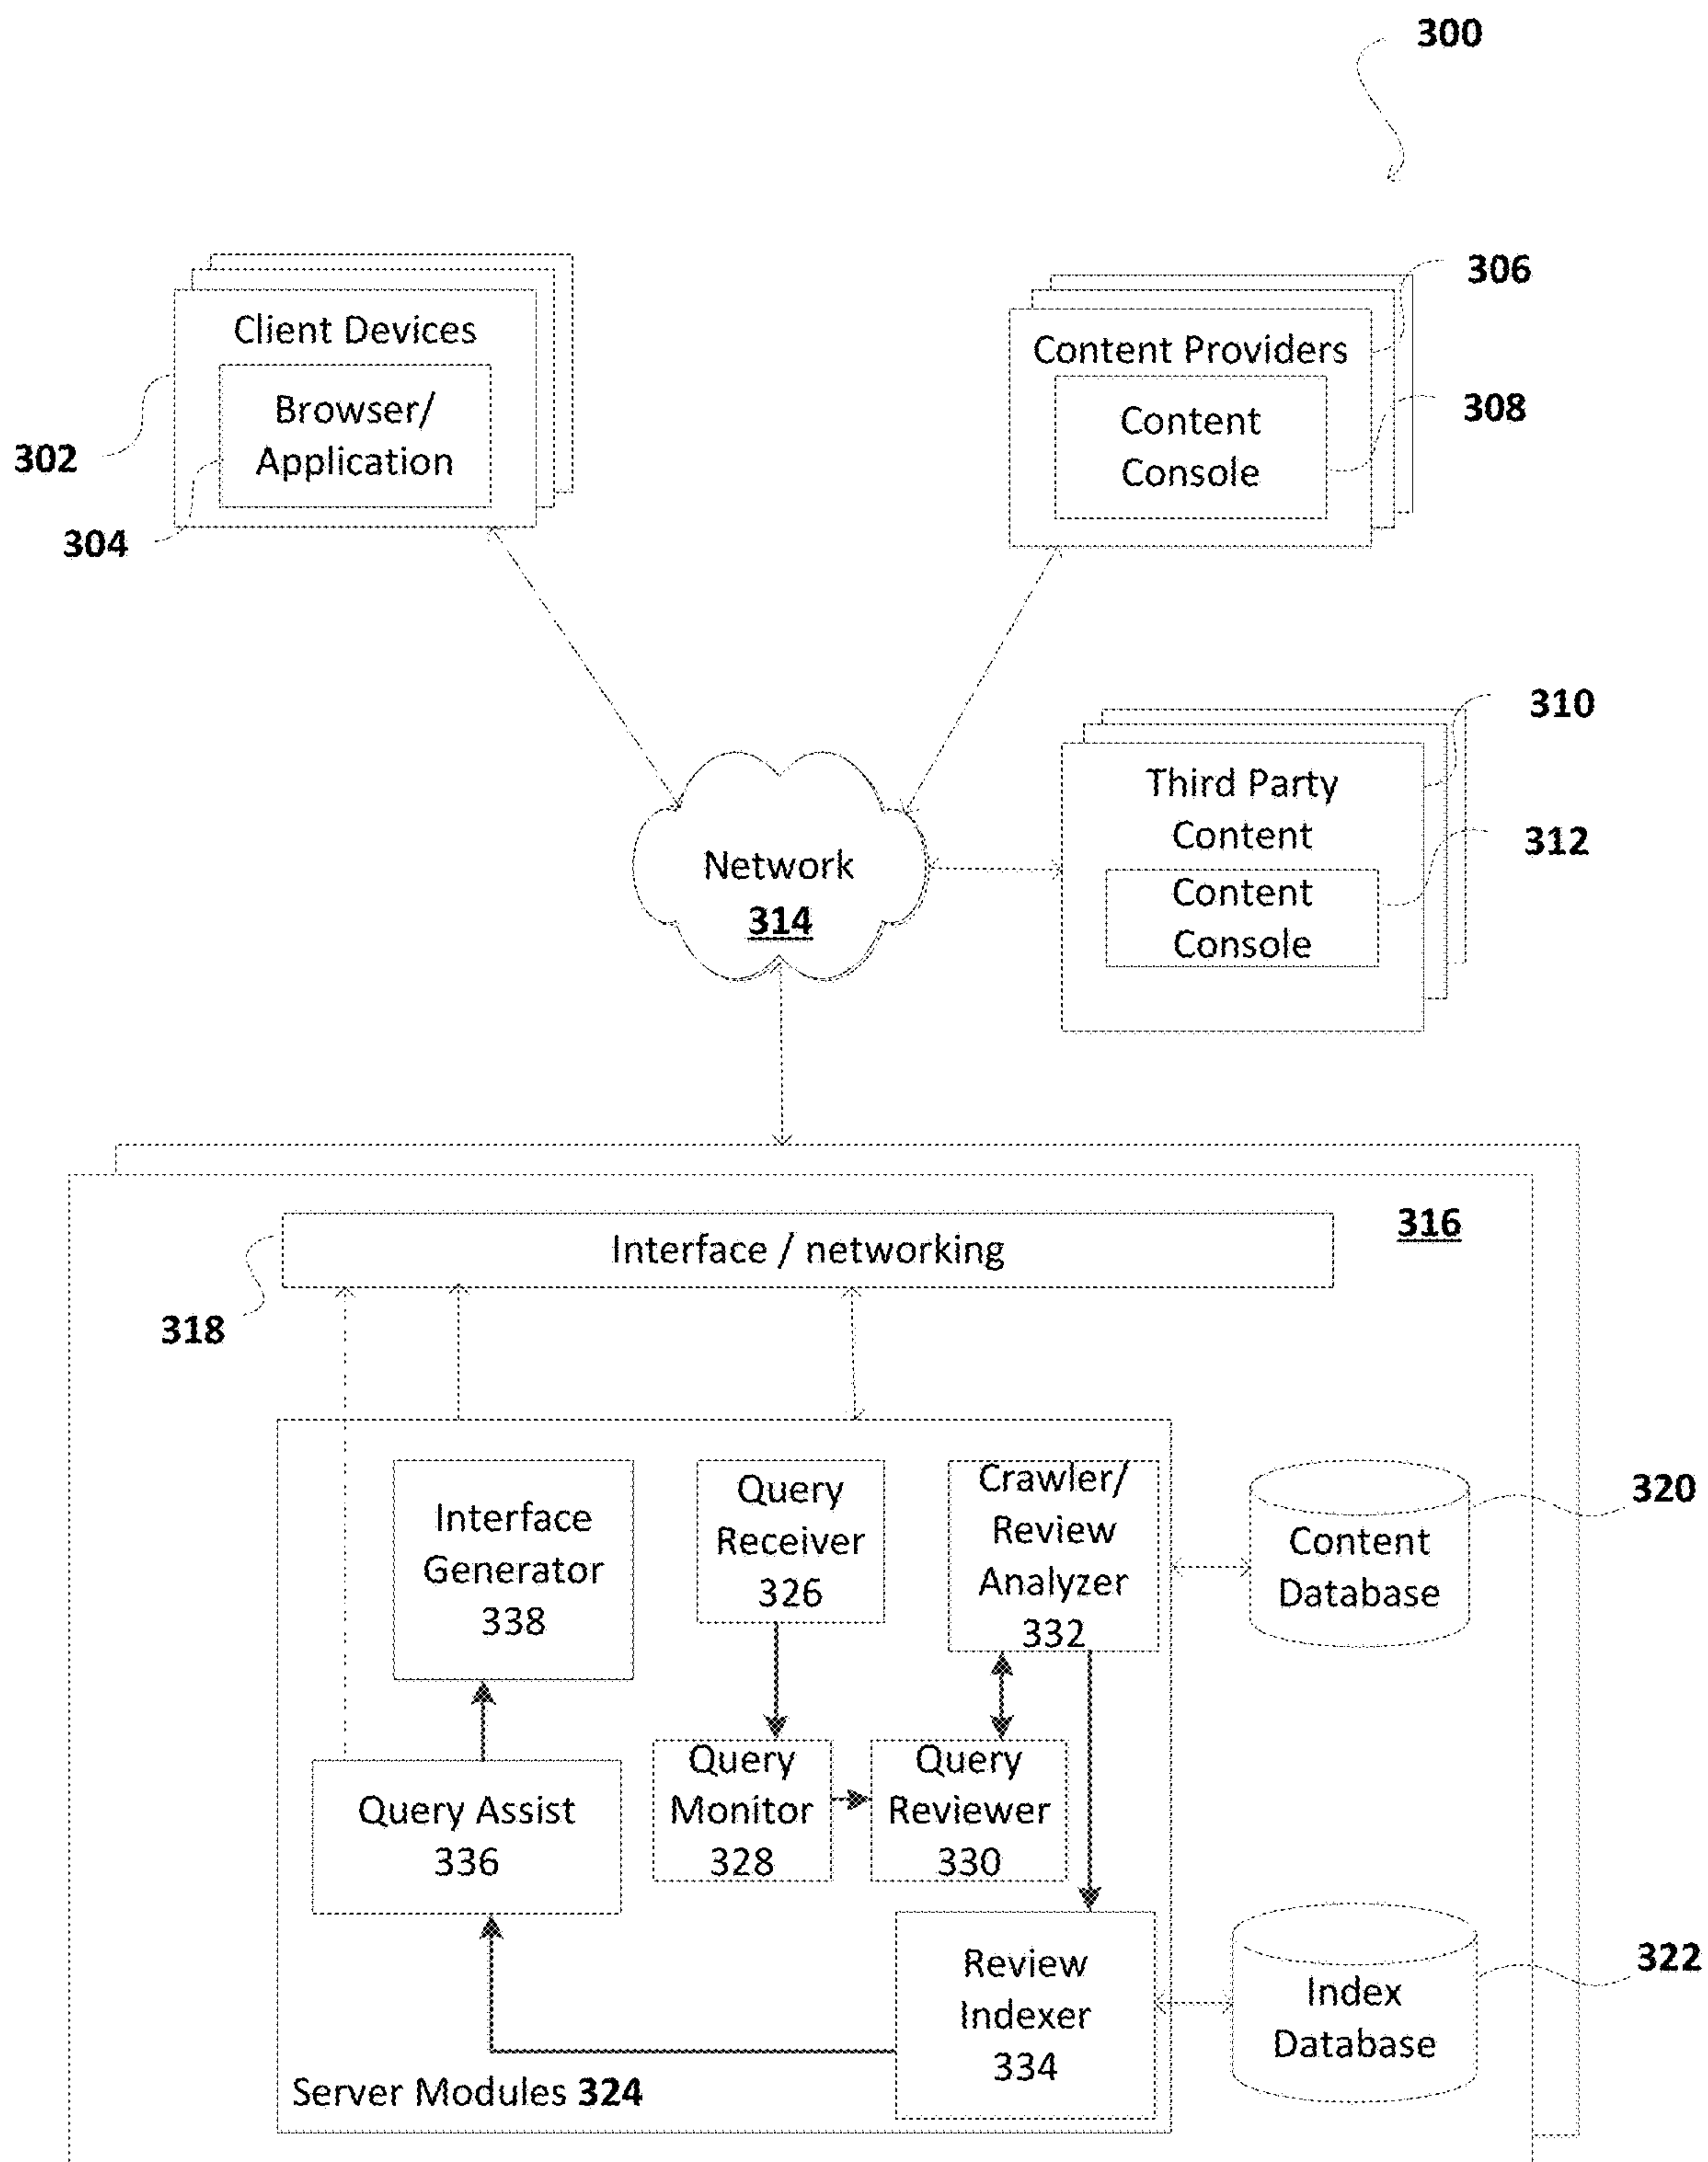 300
Client Devices
Browser/
Application
302
304
306
Content Providers
308
Content
Console
310
Third Party
Content
312
Content
Console
Network
314
316
Interface / networking
318
Interface
Generator
338
Query
Receiver
326
Crawler/
Review
Analyzer
332
320
Content
Database
Query Assist
336
Query
Monitor
328
Query
Reviewer
330
Review
Indexer
334
322
Index
Database
Server Modules 324